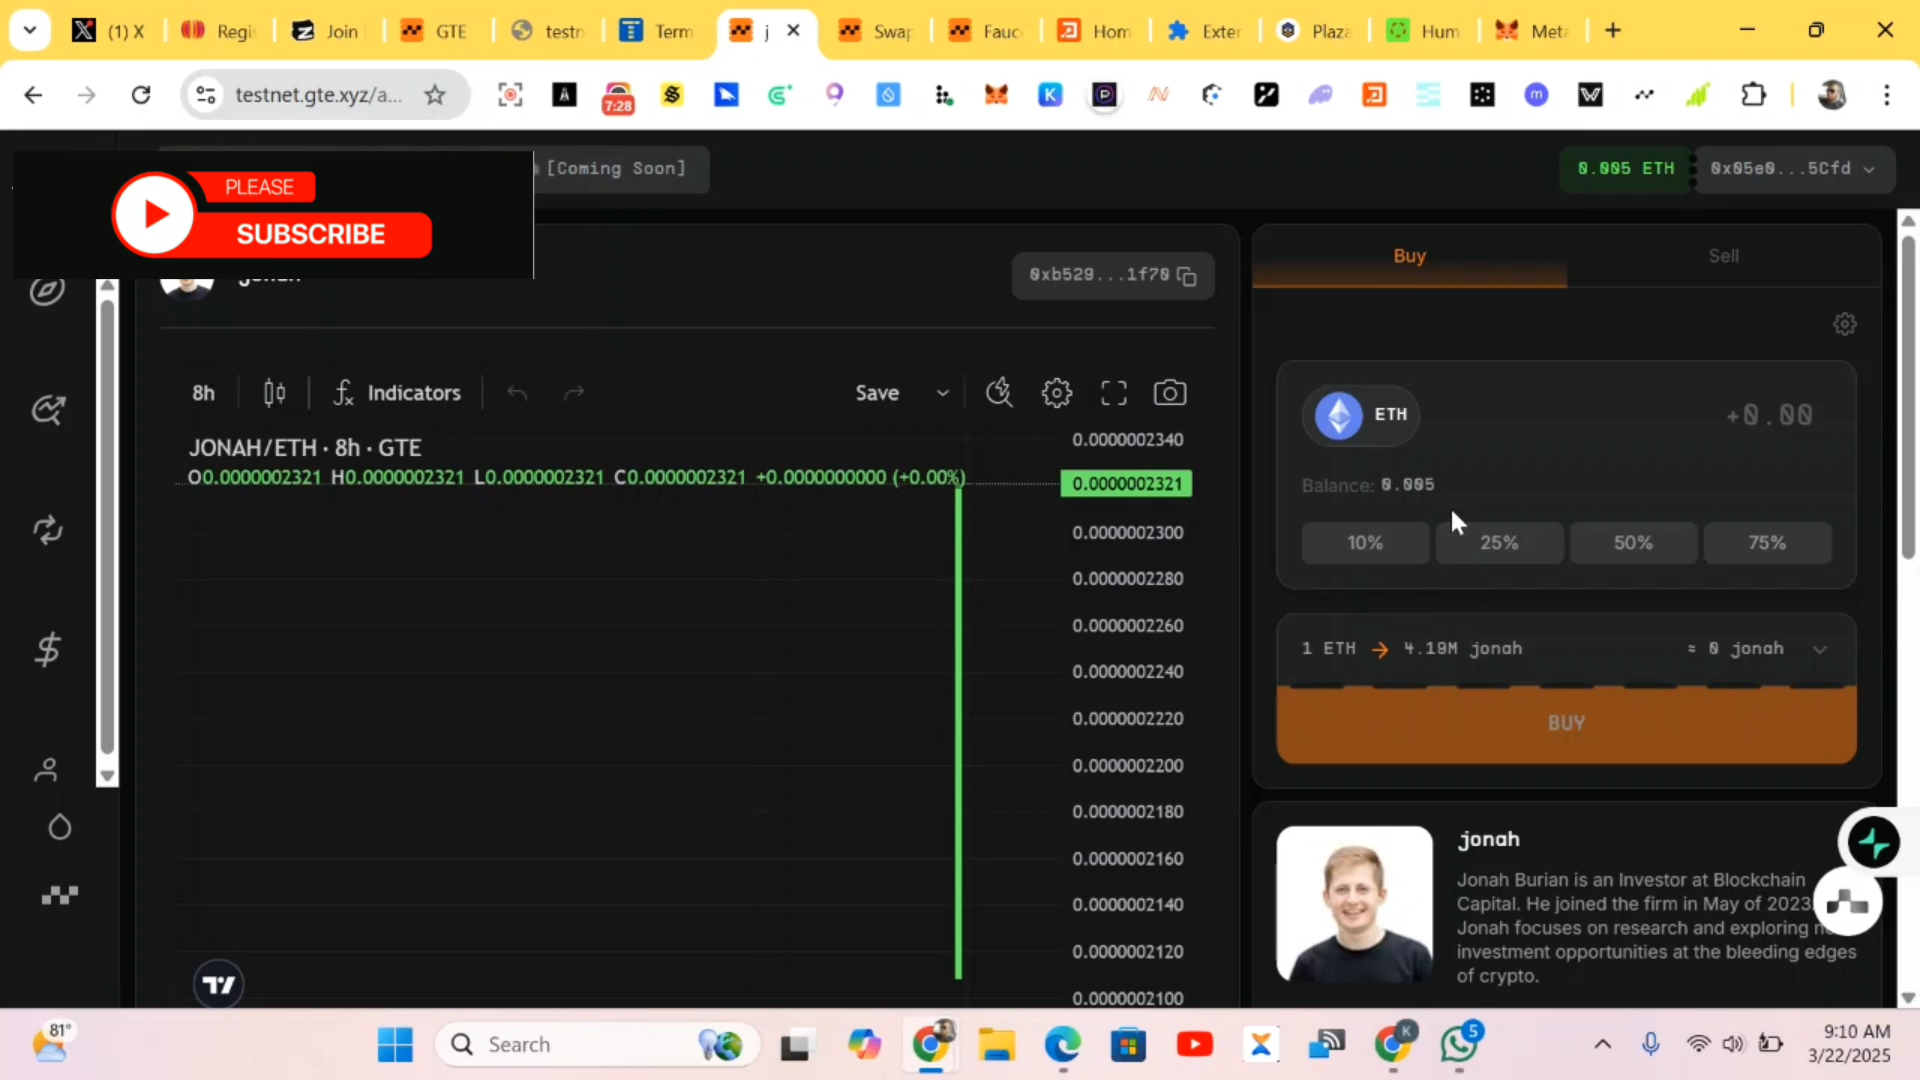 (1) X
Regis
Join
GTE
testn
Term
j
Swap
Fauc
Hom
Exter
Plaza
Hum
Meta
testnet.gte.xyz/a...
7:28
PLEASE
SUBSCRIBE
[Coming Soon]
0.005 ETH
0x05e0...5Cfd
jonah
0xb529...1f70
Buy
Sell
8h
Indicators
Save
JONAH/ETH · 8h · GTE
O0.0000002321 H0.0000002321 L0.0000002321 C0.0000002321 +0.0000000000 (+0.00%)
0.0000002340
0.0000002321
0.0000002300
0.0000002280
0.0000002260
0.0000002240
0.0000002220
0.0000002200
0.0000002180
0.0000002160
0.0000002140
0.0000002120
0.0000002100
ETH
+0.00
Balance: 0.005
10%
25%
50%
75%
1 ETH → 4.19M jonah
≈ 0 jonah
BUY
jonah
Jonah Burian is an Investor at Blockchain
Capital. He joined the firm in May of 2023.
Jonah focuses on research and exploring
investment opportunities at the bleeding edges
of crypto.
81°
Search
K
5
9:10 AM
3/22/2025